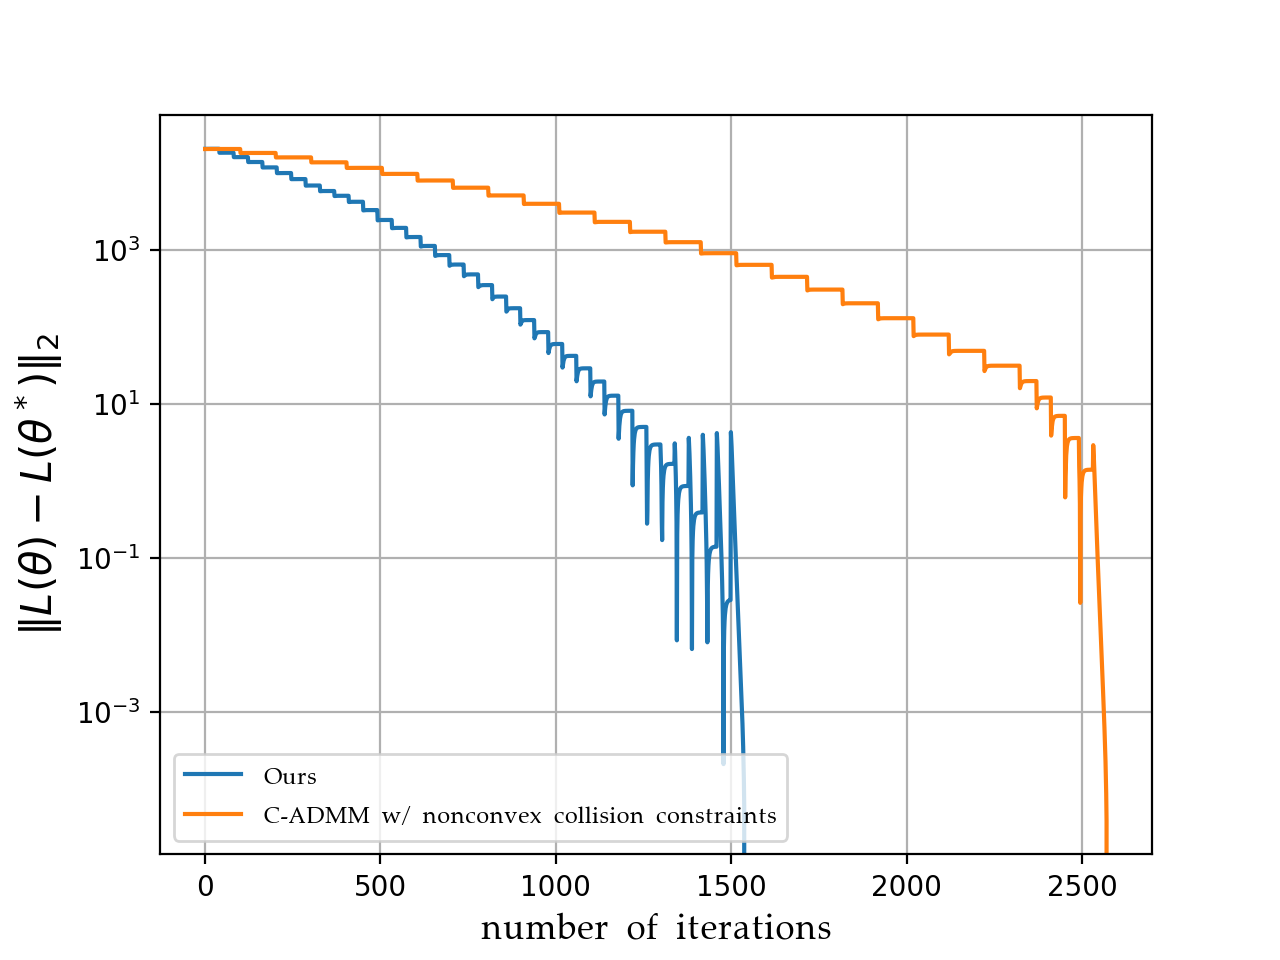 ‖L(θ) − L(θ*)‖₂
10³
10¹
10⁻¹
10⁻³
Ours
C-ADMM w/ nonconvex collision constraints
0 500 1000 1500 2000 2500
number of iterations